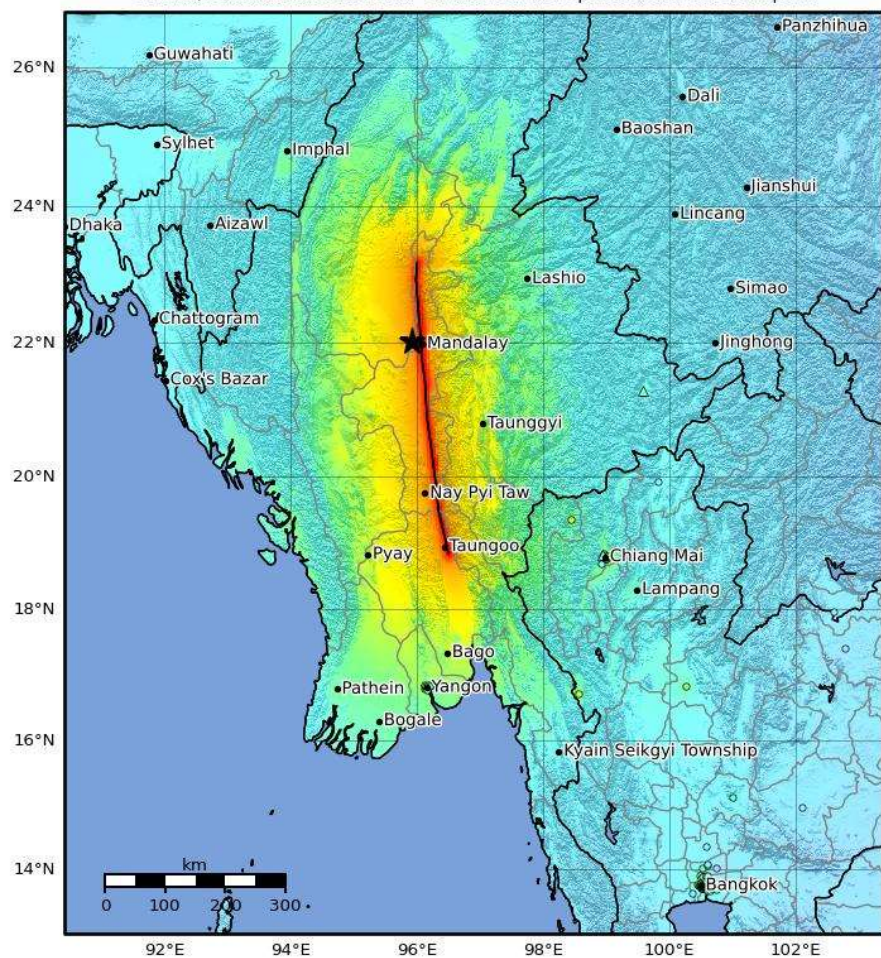 Panzhihua
26°N
Guwahati
Dali
Baoshan
Sylhet
Imphal
Jianshui
24°N
Lincang
Dhaka
Aizawl
Lashio
Simao
Chattogram
22°N
Mandalay
Jinghong
Cox's Bazar
Taunggyi
20°N
Nay Pyi Taw
Taungoo
Pyay
Chiang Mai
Lampang
18°N
Bago
Pathein
Yangon
Bogale
16°N
Kyain Seikgyi Township
km
14°N
0 100 200 300
Bangkok
92°E 94°E 96°E 98°E 100°E 102°E